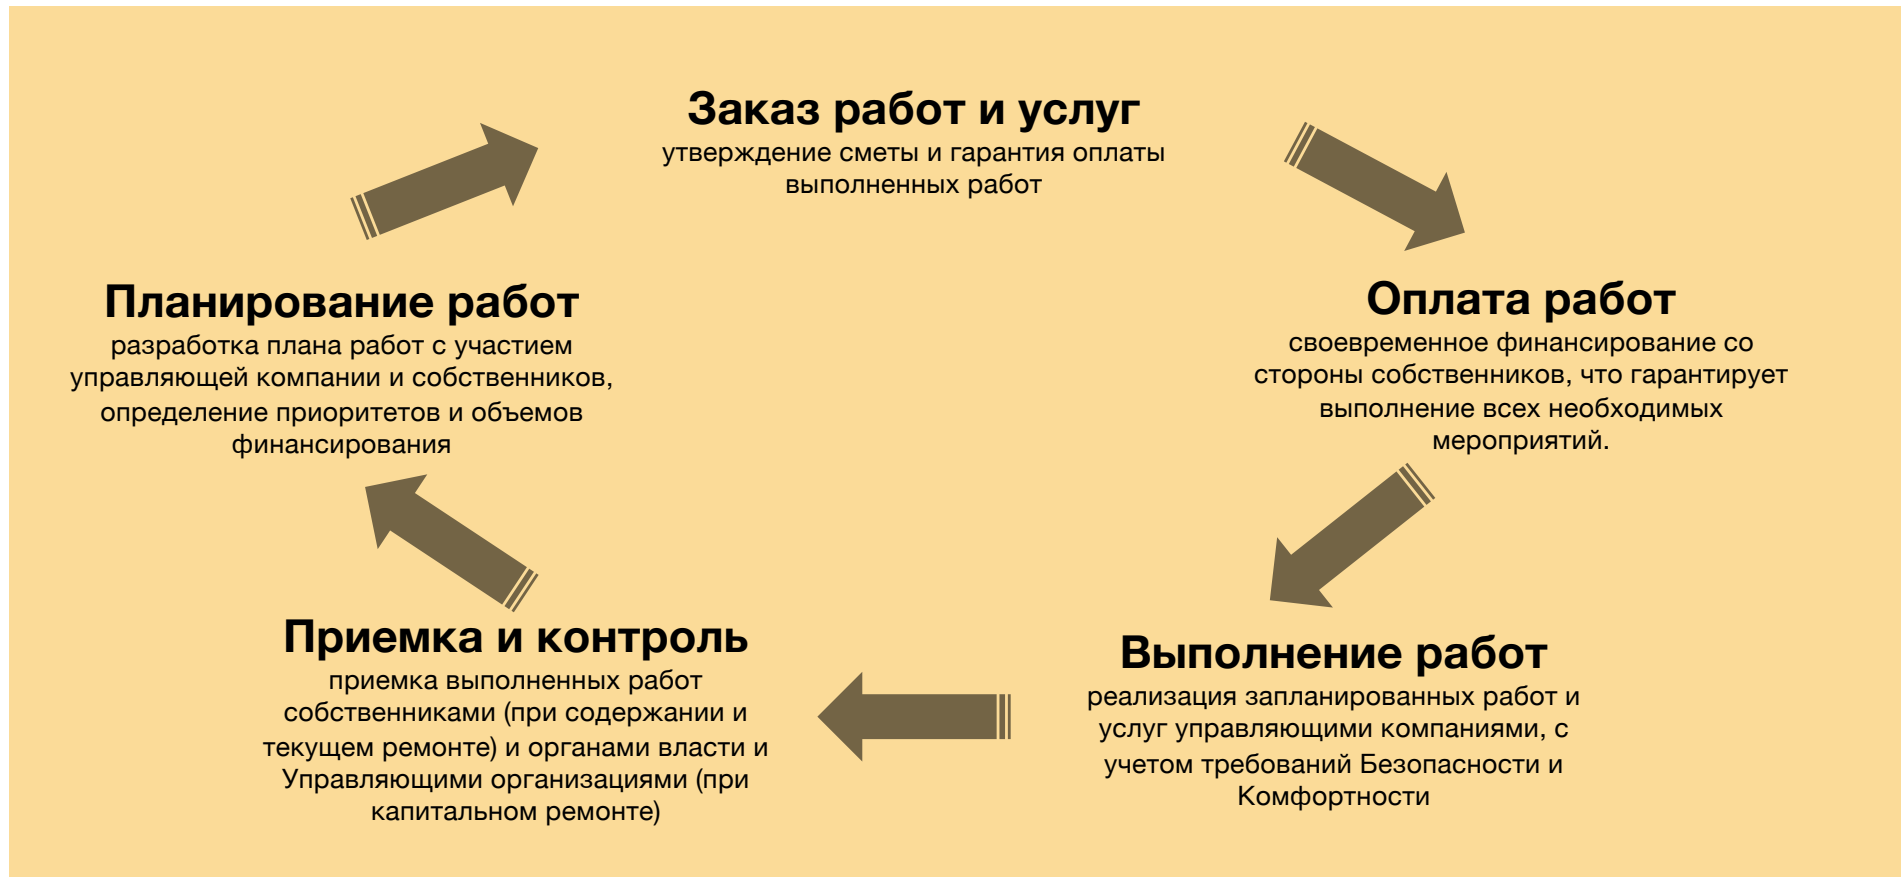 Заказ работ и услуг
утверждение сметы и гарантия оплаты
выполненных работ
Планирование работ
разработка плана работ с участием
управляющей компании и собственников,
определение приоритетов и объемов
финансирования
Оплата работ
своевременное финансирование со
стороны собственников, что гарантирует
выполнение всех необходимых
мероприятий.
Приемка и контроль
приемка выполненных работ
собственниками (при содержании и
текущем ремонте) и органами власти и
Управляющими организациями (при
капитальном ремонте)
Выполнение работ
реализация запланированных работ и
услуг управляющими компаниями, с
учетом требований Безопасности и
Комфортности